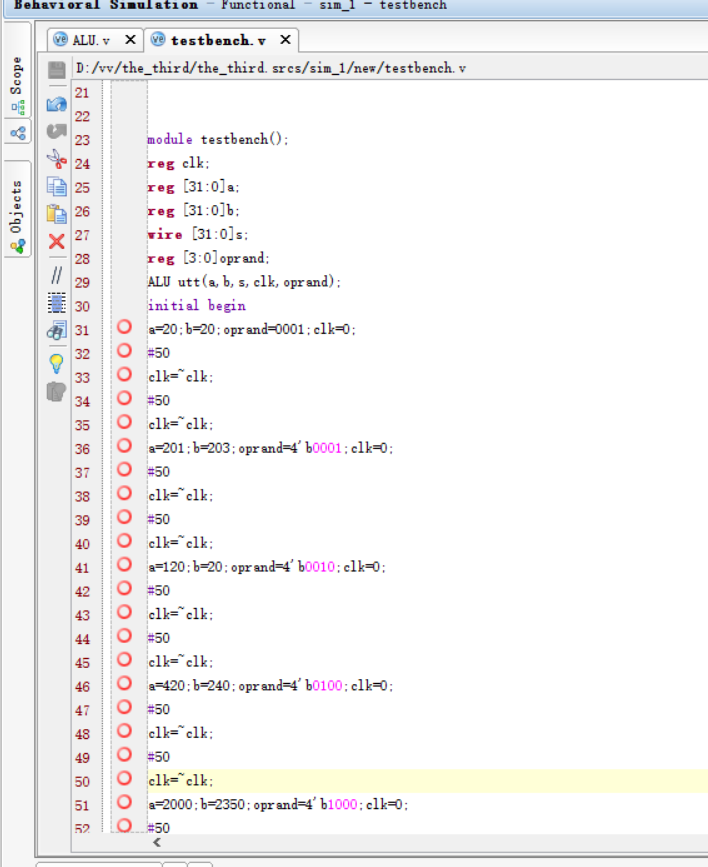 Behavioral Simulation - Functional - sim_1 - testbench
ALU.v × testbench.v ×
D:/vv/the_third/the_third.srcs/sim_1/new/testbench.v
Scope
Objects
21
22
23 module testbench();
24 reg clk;
25 reg [31:0]a;
26 reg [31:0]b;
27 wire [31:0]s;
28 reg [3:0]oprand;
29 ALU utt(a,b,s,clk,oprand);
30 initial begin
31 a=20;b=20;oprand=0001;clk=0;
32 #50
33 clk=~clk;
34 #50
35 clk=~clk;
36 a=201;b=203;oprand=4'b0001;clk=0;
37 #50
38 clk=~clk;
39 #50
40 clk=~clk;
41 a=120;b=20;oprand=4'b0010;clk=0;
42 #50
43 clk=~clk;
44 #50
45 clk=~clk;
46 a=420;b=240;oprand=4'b0100;clk=0;
47 #50
48 clk=~clk;
49 #50
50 clk=~clk;
51 a=2000;b=2350;oprand=4'b1000;clk=0;
52 #50